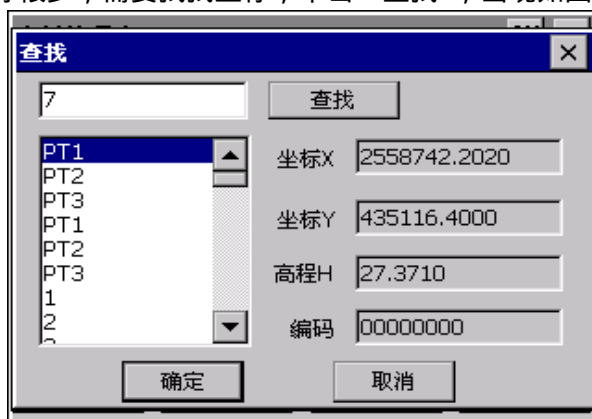 查找
7
查找
PT1
PT2
PT3
PT1
PT2
PT3
1
2
坐标X
2558742.2020
坐标Y
435116.4000
高程H
27.3710
编码
00000000
确定
取消